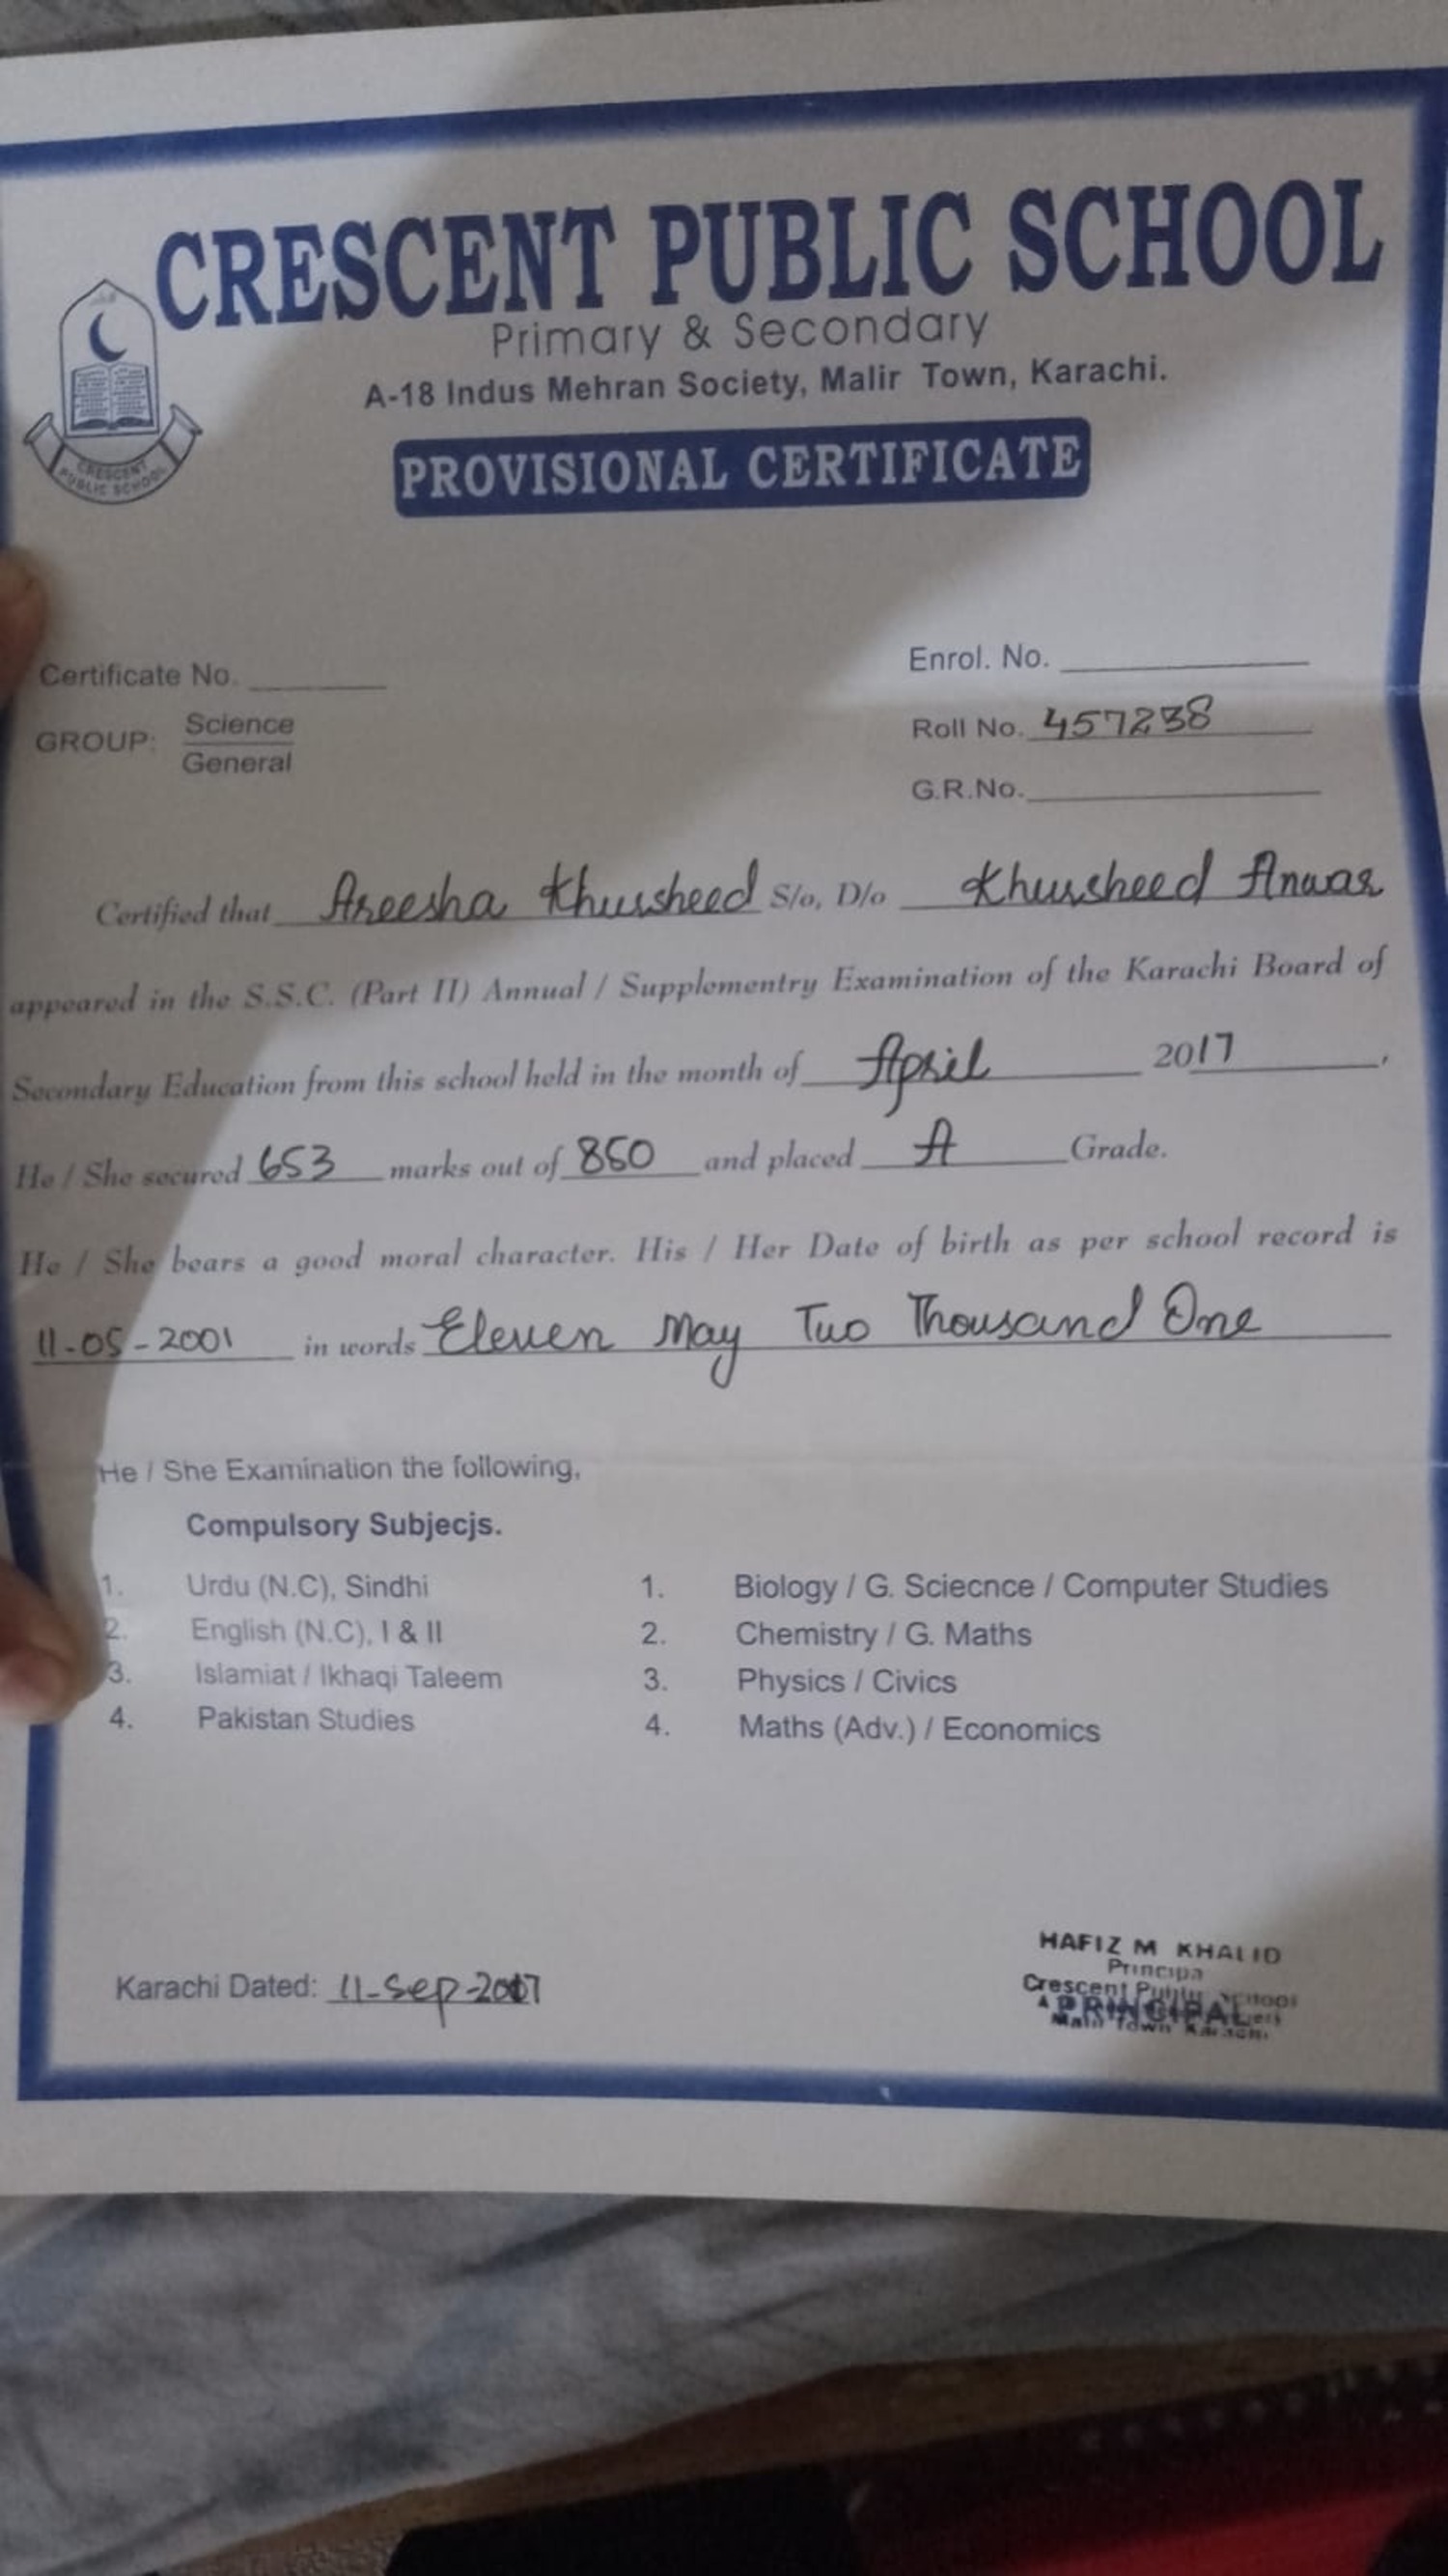 CRESCENT PUBLIC SCHOOL
Primary & Secondary
A-18 Indus Mehran Society, Malir Town, Karachi.
CRESCENT
PUBLIC SCHOOL
PROVISIONAL CERTIFICATE
Certificate No.
Enrol. No.
GROUP: Science
General
Roll No. 457238
G.R.No.
Certified that Areesha Khursheed S/o, D/o Khursheed Anwar
appeared in the S.S.C. (Part II) Annual / Supplementry Examination of the Karachi Board of
Secondary Education from this school held in the month of April 2017,
He / She secured 653 marks out of 850 and placed A Grade.
He / She bears a good moral character. His / Her Date of birth as per school record is
11-05-2001 in words Eleven May Two Thousand One
He / She Examination the following,
Compulsory Subjecjs.
1. Urdu (N.C), Sindhi 1. Biology / G. Sciecnce / Computer Studies
2. English (N.C), I & II 2. Chemistry / G. Maths
3. Islamiat / Ikhaqi Taleem 3. Physics / Civics
4. Pakistan Studies 4. Maths (Adv.) / Economics
Karachi Dated: 11-Sep-2017
HAFIZ M KHALID
Principa
Crescent Public School
PRINCIPAL
Malir Town Karachi